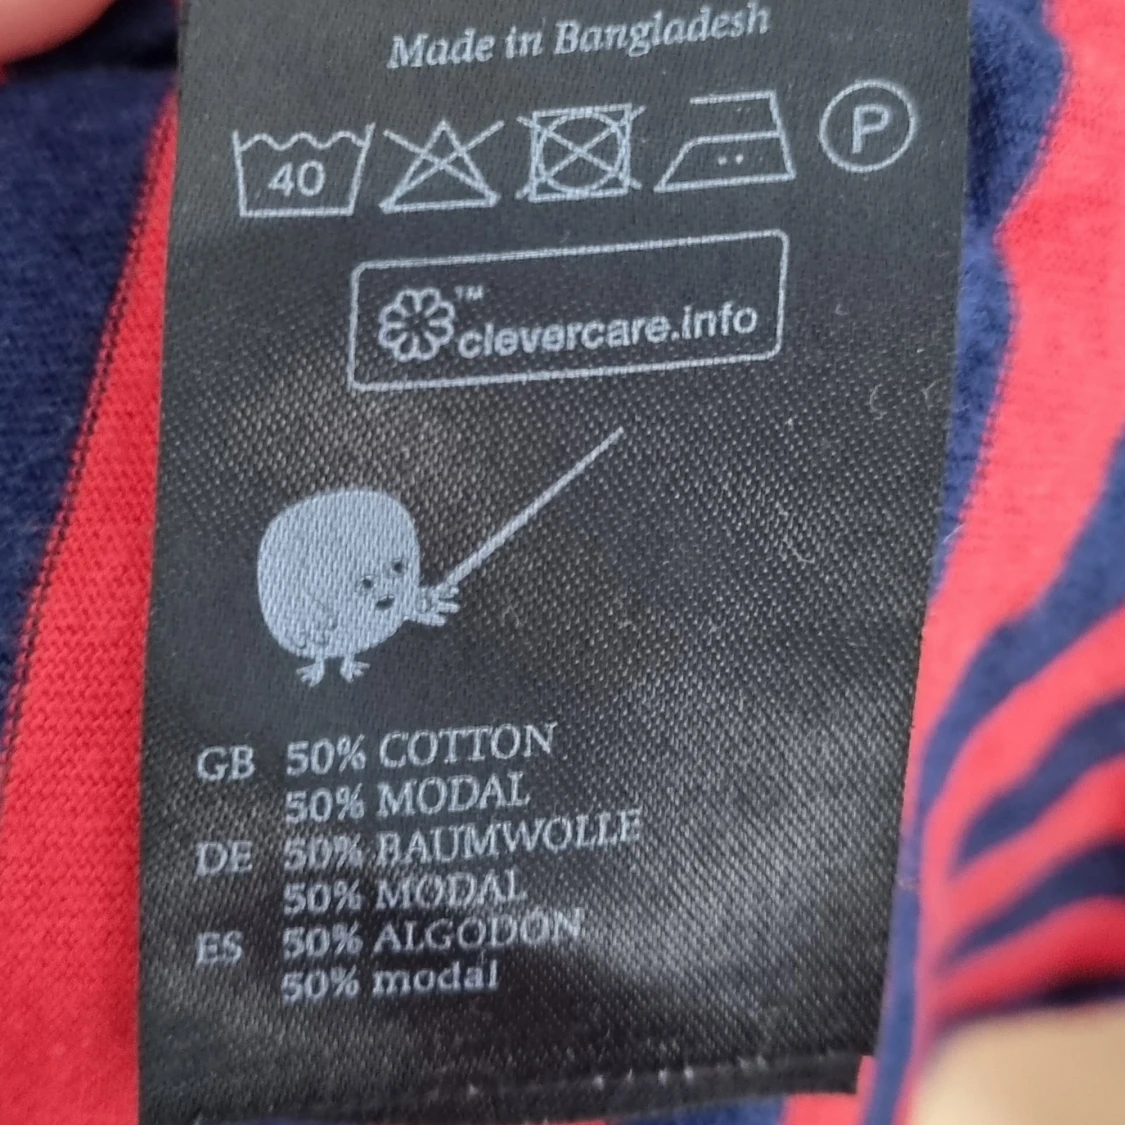 Made in Bangladesh
40 P
™
clevercare.info
GB 50% COTTON
50% MODAL
DE 50% BAUMWOLLE
50% MODAL
ES 50% ALGODÓN
50% modal